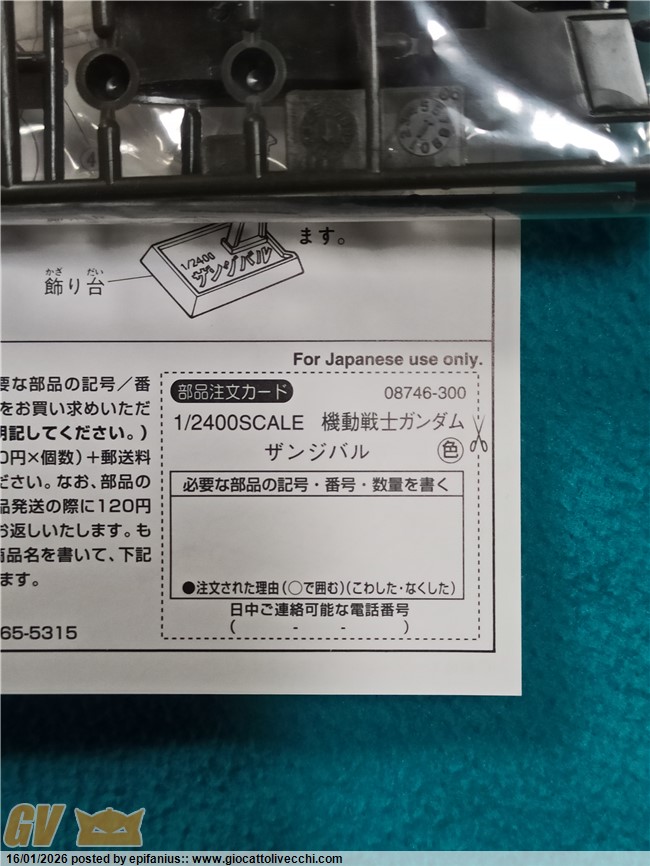 1/2400
ザンジバル
ます。
飾り台
かざ だい
For Japanese use only.
要な部品の記号／番
をお買い求めいただ
明記してください。)
0円×個数)＋郵送料
ださい。なお、部品の
品発送の際に120円
お返しいたします。も
商品名を書いて、下記
ます。
65-5315
部品注文カード
08746-300
1/2400SCALE 機動戦士ガンダム
ザンジバル
色
必要な部品の記号・番号・数量を書く
●注文された理由(○で囲む)(こわした・なくした)
日中ご連絡可能な電話番号
( - - )
GV
16/01/2026 posted by epifanius:: www.giocattolivecchi.com